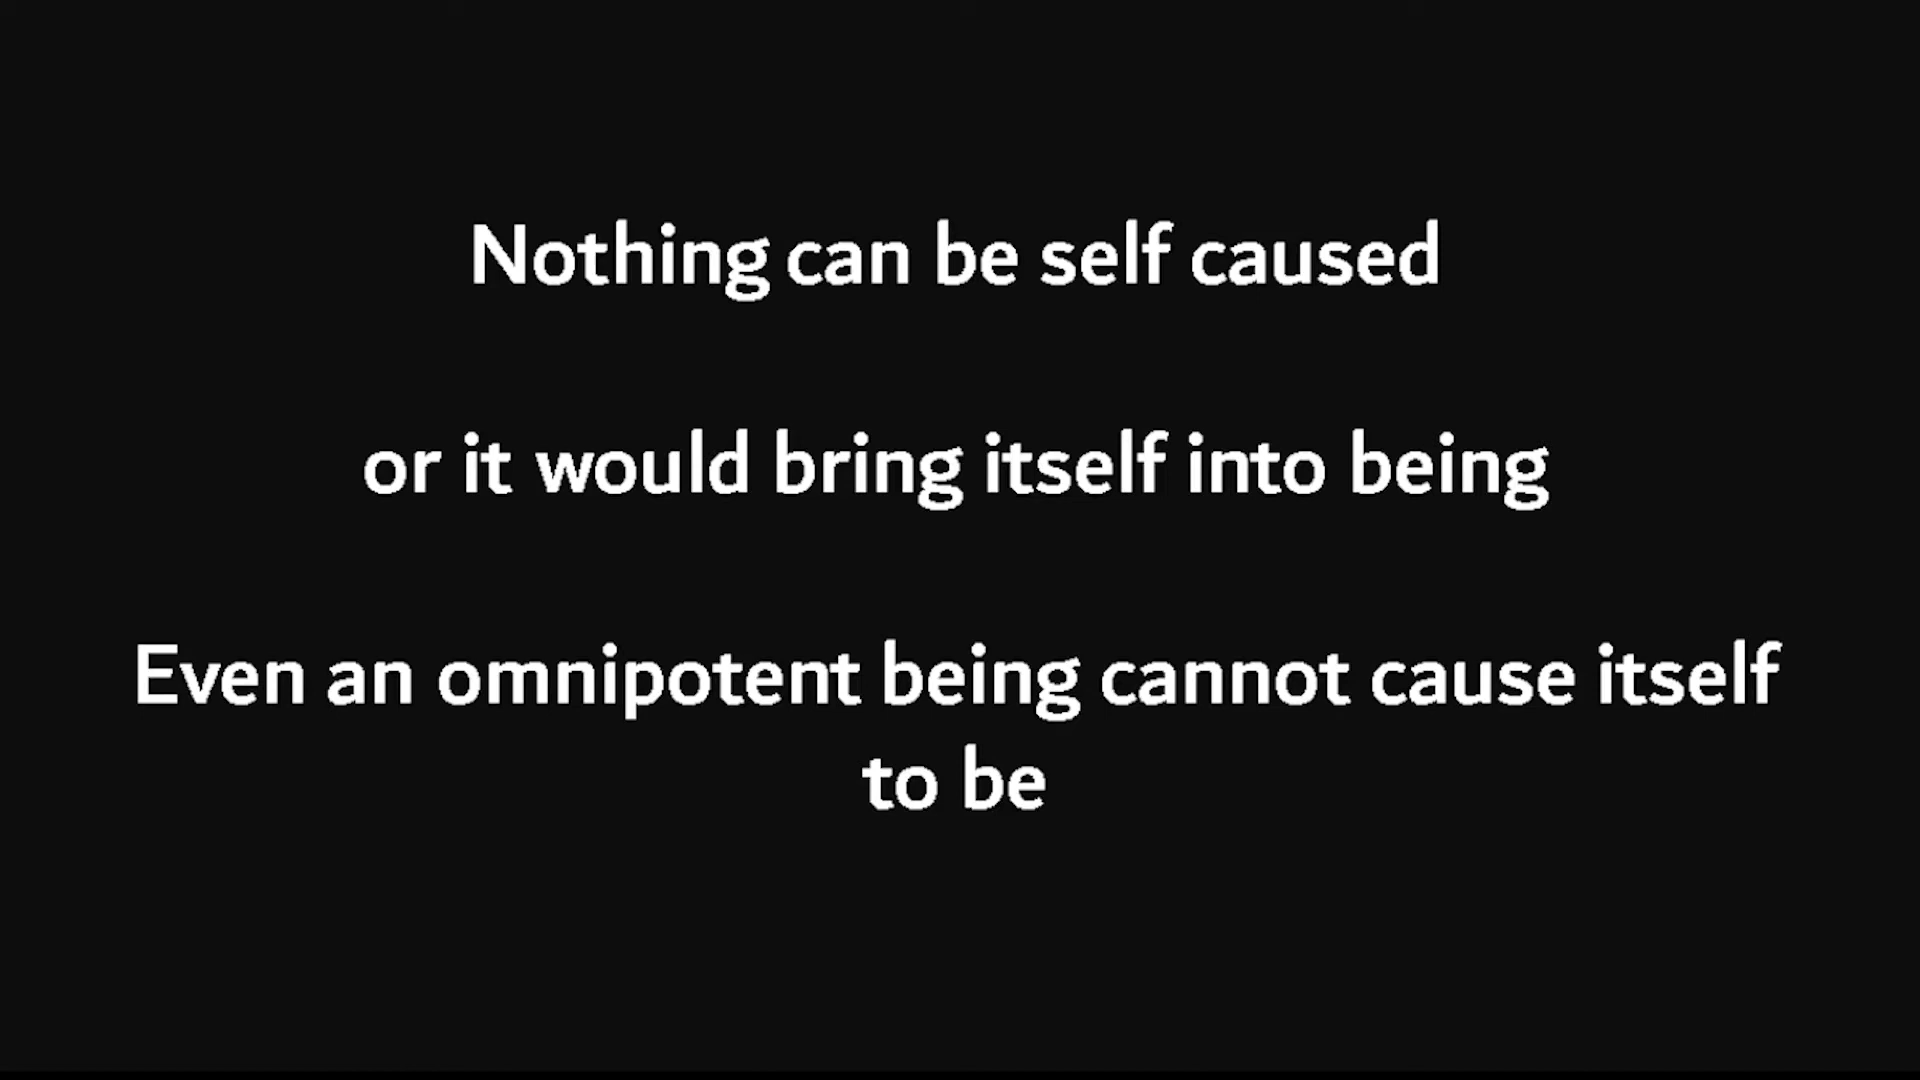 Nothing can be self caused
or it would bring itself into being
Even an omnipotent being cannot cause itself
to be